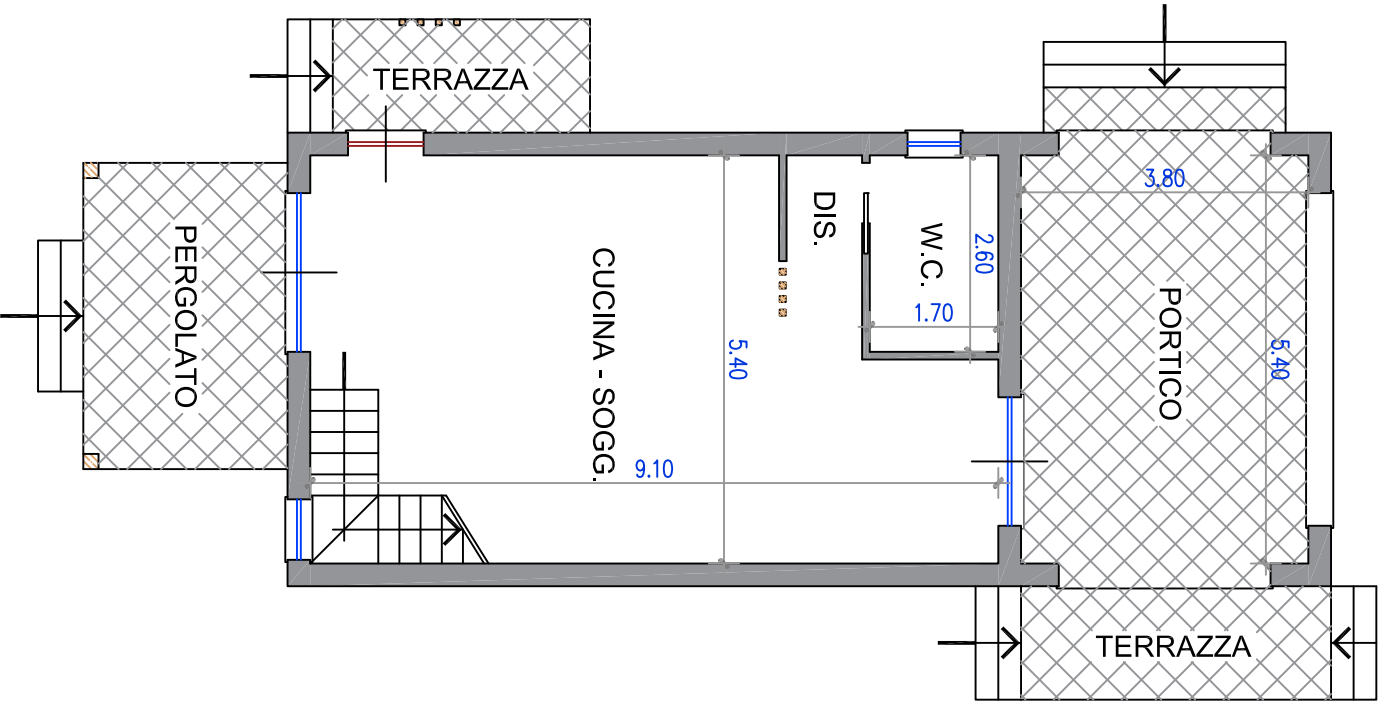 TERRAZZA
3.80
DIS.
W.C.
2.60
PERGOLATO
CUCINA - SOGG.
1.70
5.40
PORTICO
5.40
9.10
TERRAZZA